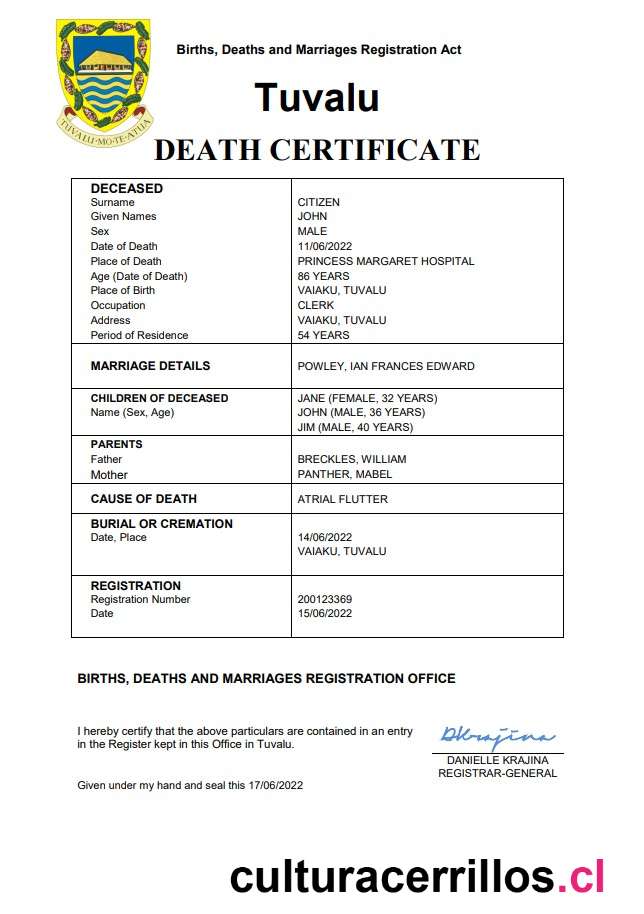 Births, Deaths and Marriages Registration Act
Tuvalu
TUVALU·MO·TE·ATUA
DEATH CERTIFICATE
DECEASED
Surname CITIZEN
Given Names JOHN
Sex MALE
Date of Death 11/06/2022
Place of Death PRINCESS MARGARET HOSPITAL
Age (Date of Death) 86 YEARS
Place of Birth VAIAKU, TUVALU
Occupation CLERK
Address VAIAKU, TUVALU
Period of Residence 54 YEARS
MARRIAGE DETAILS POWLEY, IAN FRANCES EDWARD
CHILDREN OF DECEASED JANE (FEMALE, 32 YEARS)
Name (Sex, Age) JOHN (MALE, 36 YEARS)
JIM (MALE, 40 YEARS)
PARENTS
Father BRECKLES, WILLIAM
Mother PANTHER, MABEL
CAUSE OF DEATH ATRIAL FLUTTER
BURIAL OR CREMATION
Date, Place 14/06/2022
VAIAKU, TUVALU
REGISTRATION
Registration Number 200123369
Date 15/06/2022
BIRTHS, DEATHS AND MARRIAGES REGISTRATION OFFICE
I hereby certify that the above particulars are contained in an entry
in the Register kept in this Office in Tuvalu.
DKrajina
DANIELLE KRAJINA
REGISTRAR-GENERAL
Given under my hand and seal this 17/06/2022
culturacerrillos.cl